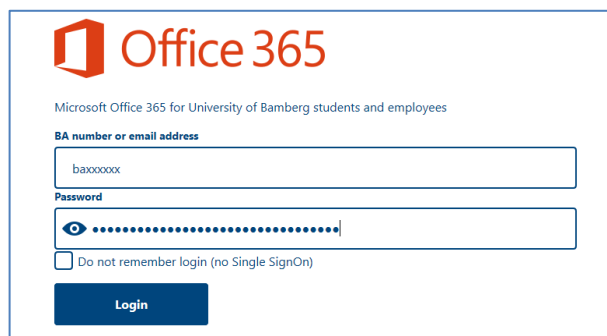 Office 365
Microsoft Office 365 for University of Bamberg students and employees
BA number or email address
baxxxxxx
Password
•••••••••••••••••••••••••••••••••
Do not remember login (no Single SignOn)
Login